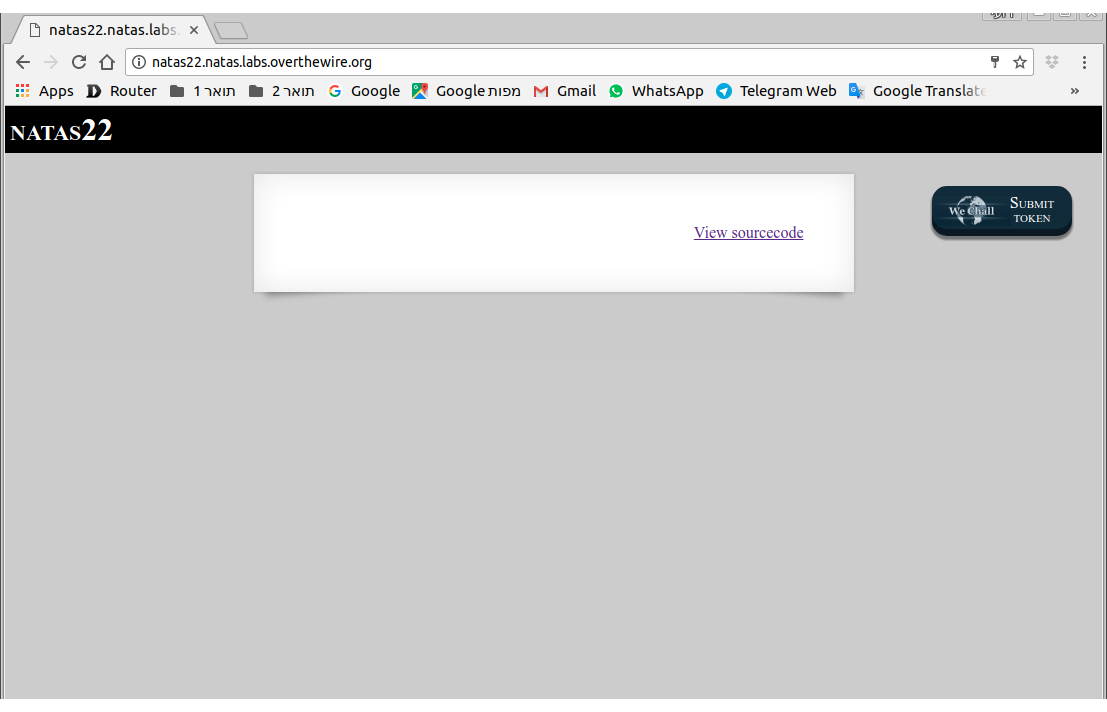 natas22.natas.labs.
natas22.natas.labs.overthewire.org
Apps Router תואר 1 תואר 2 Google Google מפות Gmail WhatsApp Telegram Web Google Translate »
NATAS22
View sourcecode
We Chall
SUBMIT
TOKEN